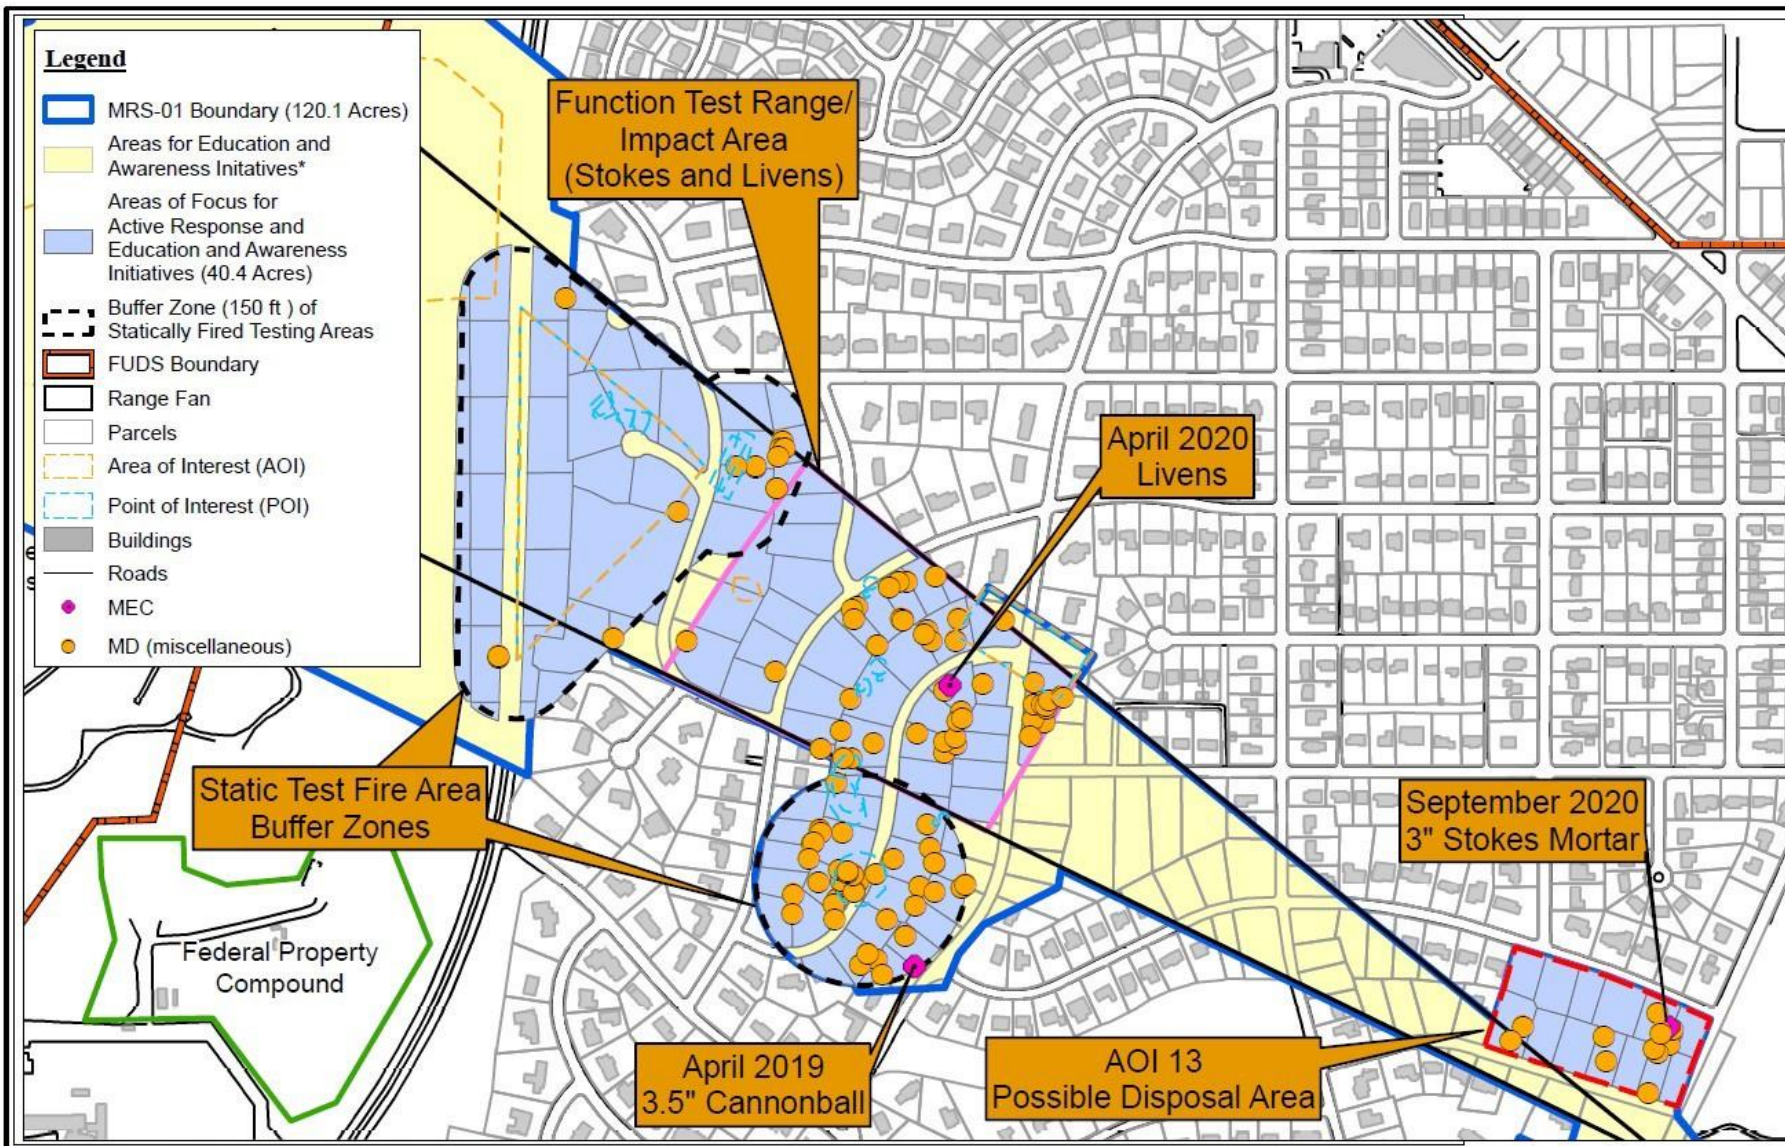 Legend
MRS-01 Boundary (120.1 Acres)
Areas for Education and
Awareness Initatives*
Areas of Focus for
Active Response and
Education and Awareness
Initiatives (40.4 Acres)
Buffer Zone (150 ft ) of
Statically Fired Testing Areas
FUDS Boundary
Range Fan
Parcels
Area of Interest (AOI)
Point of Interest (POI)
Buildings
Roads
MEC
MD (miscellaneous)
Function Test Range/
Impact Area
(Stokes and Livens)
April 2020
Livens
Static Test Fire Area
Buffer Zones
September 2020
3" Stokes Mortar
Federal Property
Compound
April 2019
3.5" Cannonball
AOI 13
Possible Disposal Area